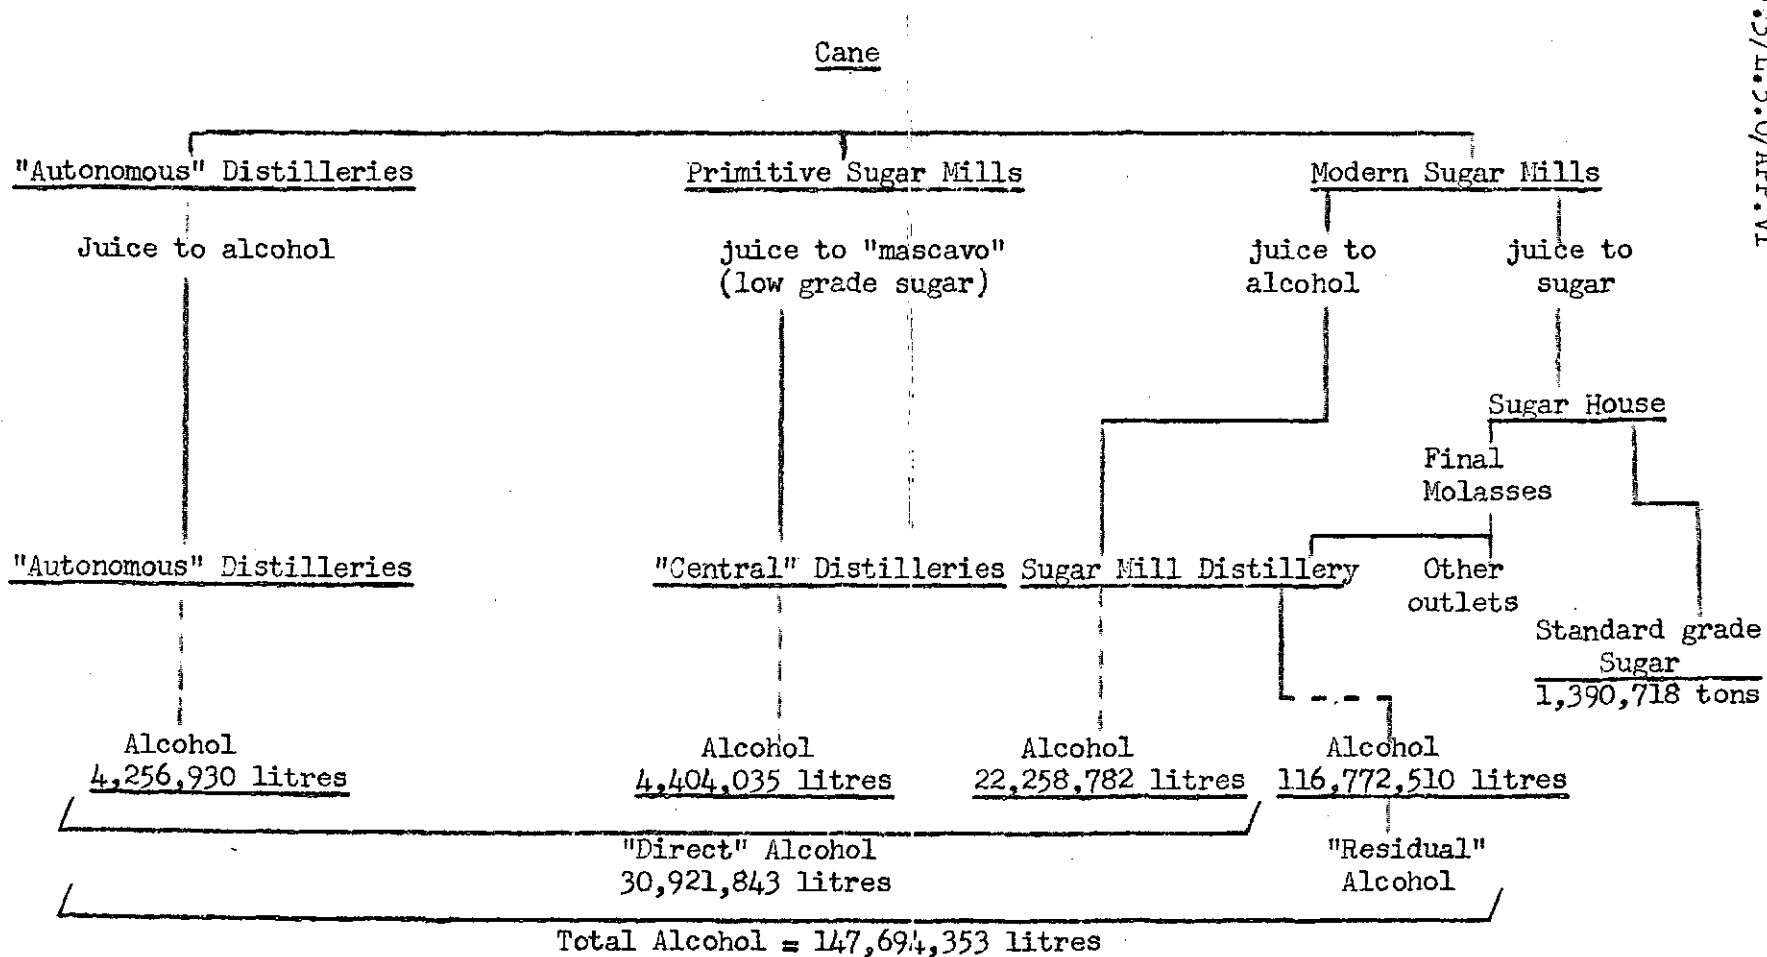 Cane
"Autonomous" Distilleries
Primitive Sugar Mills
Modern Sugar Mills
Juice to alcohol
juice to "mascavo"
(low grade sugar)
juice to
alcohol
juice to
sugar
Sugar House
Final
Molasses
"Autonomous" Distilleries
"Central" Distilleries
Sugar Mill Distillery
Other
outlets
Standard grade
Sugar
1,390,718 tons
Alcohol
4,256,930 litres
Alcohol
4,404,035 litres
Alcohol
22,258,782 litres
Alcohol
116,772,510 litres
"Direct" Alcohol
30,921,843 litres
"Residual"
Alcohol
Total Alcohol = 147,694,353 litres